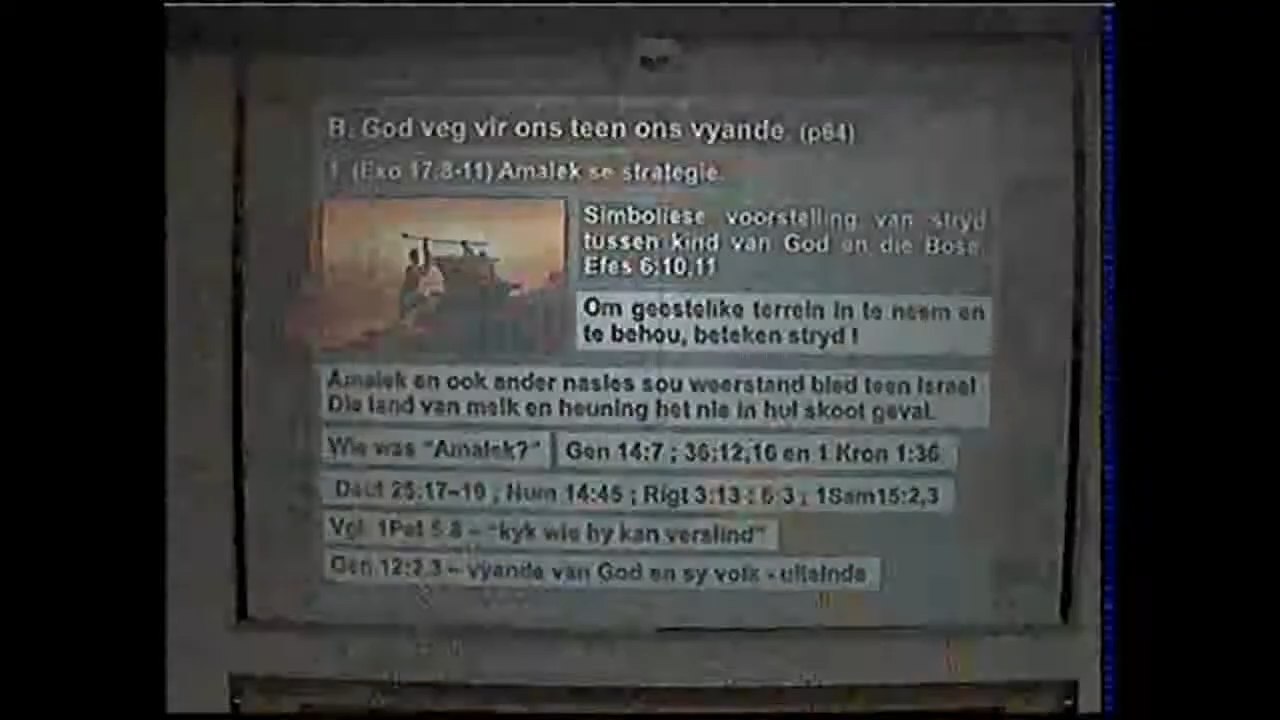 B. God veg vir ons teen ons vyande. (p64)
1. (Exo 17:8-11) Amalek se strategie.
Simboliese voorstelling van stryd
tussen kind van God en die Bose.
Efes 6:10,11
Om geestelike terrein in te neem en
te behou, beteken stryd !
Amalek en ook ander nasies sou weerstand bied teen Israel
Die land van melk en heuning het nie in hul skoot geval.
Wie was "Amalek?" Gen 14:7 ; 36:12,16 en 1 Kron 1:36
Deut 25:17-19 ; Num 14:45 ; Rigt 3:13 ; 6:3 ; 1Sam15:2,3
Vgl. 1Pet 5:8 – "kyk wie hy kan verslind"
Gen 12:2,3 – vyande van God en sy volk - uiteinde